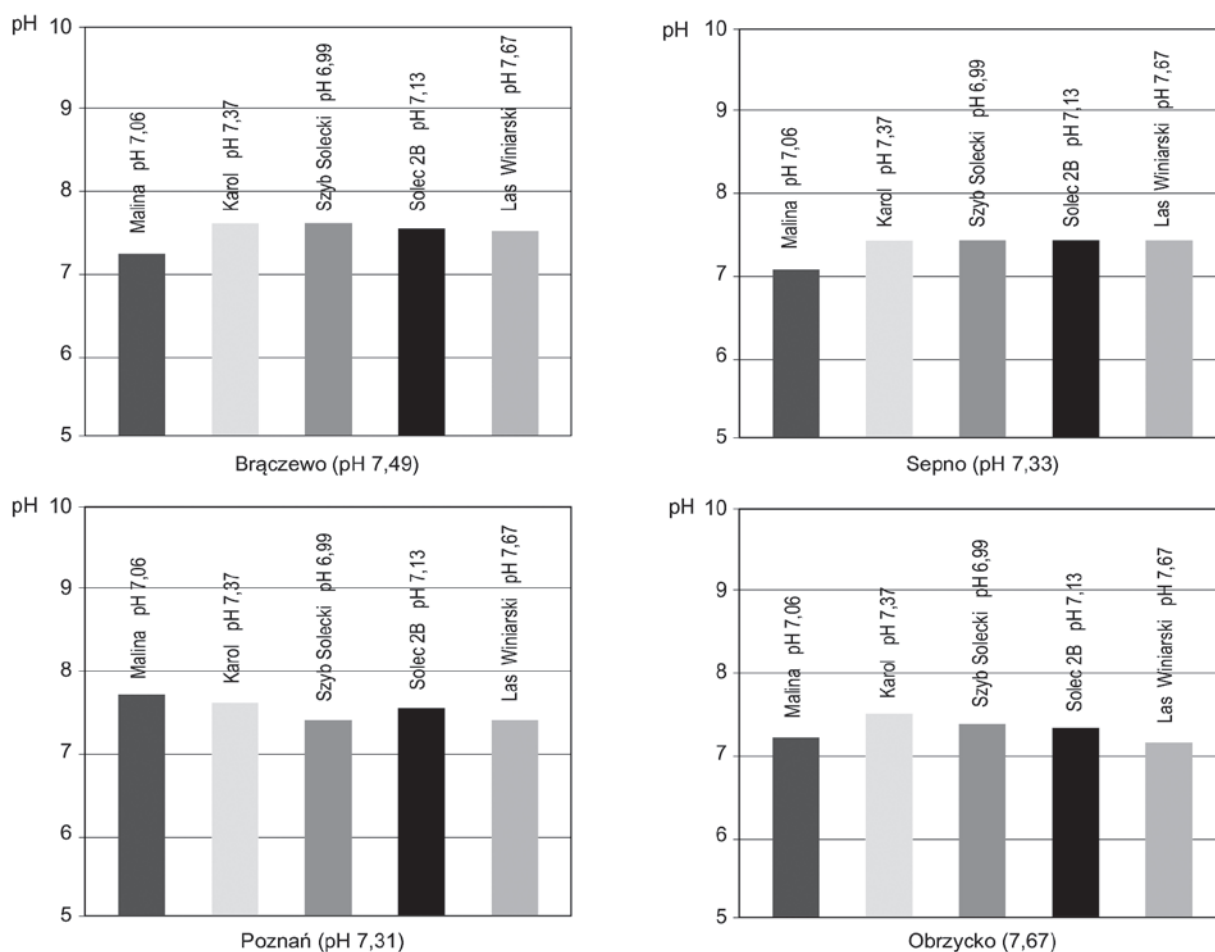 pH 10
9
8
7
6
5
Malina pH 7,06
Karol pH 7,37
Szyb Solecki pH 6,99
Solec 2B pH 7,13
Las Winiarski pH 7,67
Brączewo (pH 7,49)
pH 10
9
8
7
6
5
Malina pH 7,06
Karol pH 7,37
Szyb Solecki pH 6,99
Solec 2B pH 7,13
Las Winiarski pH 7,67
Sepno (pH 7,33)
pH 10
9
8
7
6
5
Malina pH 7,06
Karol pH 7,37
Szyb Solecki pH 6,99
Solec 2B pH 7,13
Las Winiarski pH 7,67
Poznań (pH 7,31)
pH 10
9
8
7
6
5
Malina pH 7,06
Karol pH 7,37
Szyb Solecki pH 6,99
Solec 2B pH 7,13
Las Winiarski pH 7,67
Obrzycko (7,67)